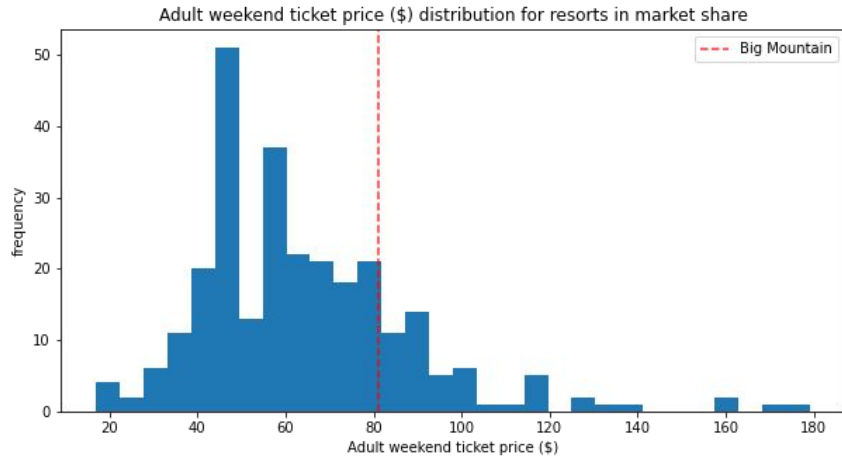 Adult weekend ticket price ($) distribution for resorts in market share
Big Mountain
50
40
30
20
10
0
frequency
20 40 60 80 100 120 140 160 180
Adult weekend ticket price ($)